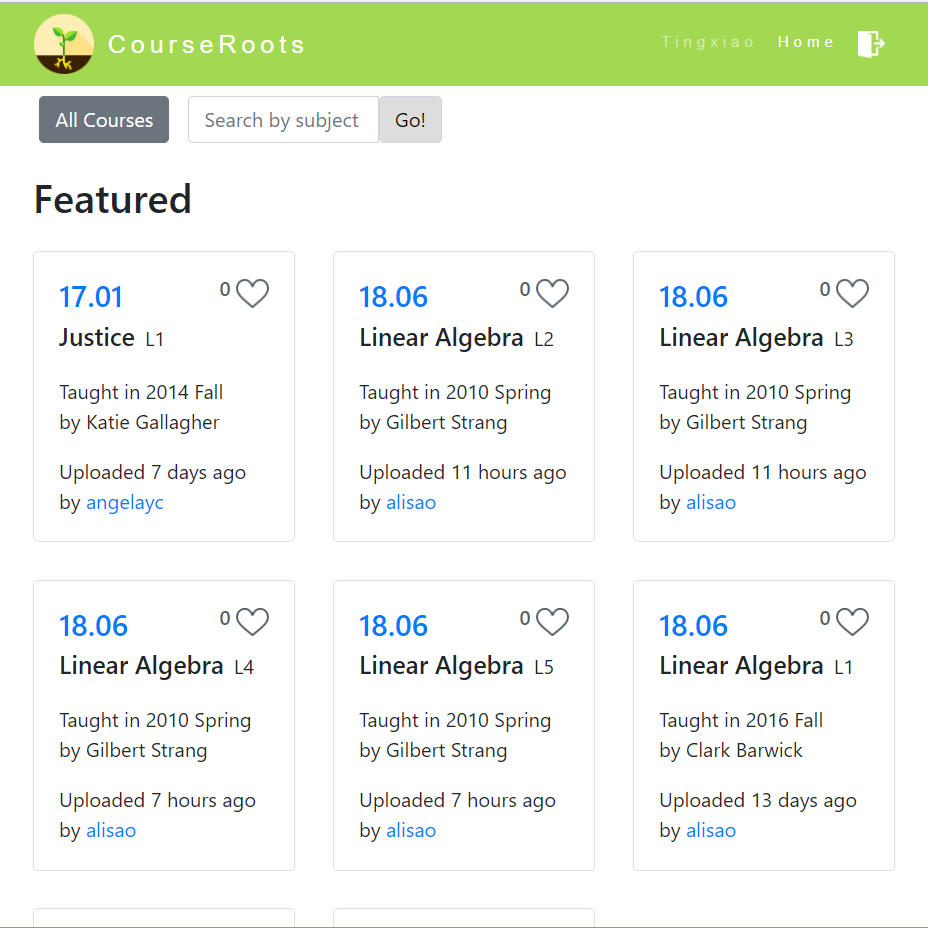 CourseRoots
Tingxiao Home
All Courses Search by subject Go!
Featured
17.01 0
Justice L1
Taught in 2014 Fall
by Katie Gallagher
Uploaded 7 days ago
by angelayc
18.06 0
Linear Algebra L2
Taught in 2010 Spring
by Gilbert Strang
Uploaded 11 hours ago
by alisao
18.06 0
Linear Algebra L3
Taught in 2010 Spring
by Gilbert Strang
Uploaded 11 hours ago
by alisao
18.06 0
Linear Algebra L4
Taught in 2010 Spring
by Gilbert Strang
Uploaded 7 hours ago
by alisao
18.06 0
Linear Algebra L5
Taught in 2010 Spring
by Gilbert Strang
Uploaded 7 hours ago
by alisao
18.06 0
Linear Algebra L1
Taught in 2016 Fall
by Clark Barwick
Uploaded 13 days ago
by alisao